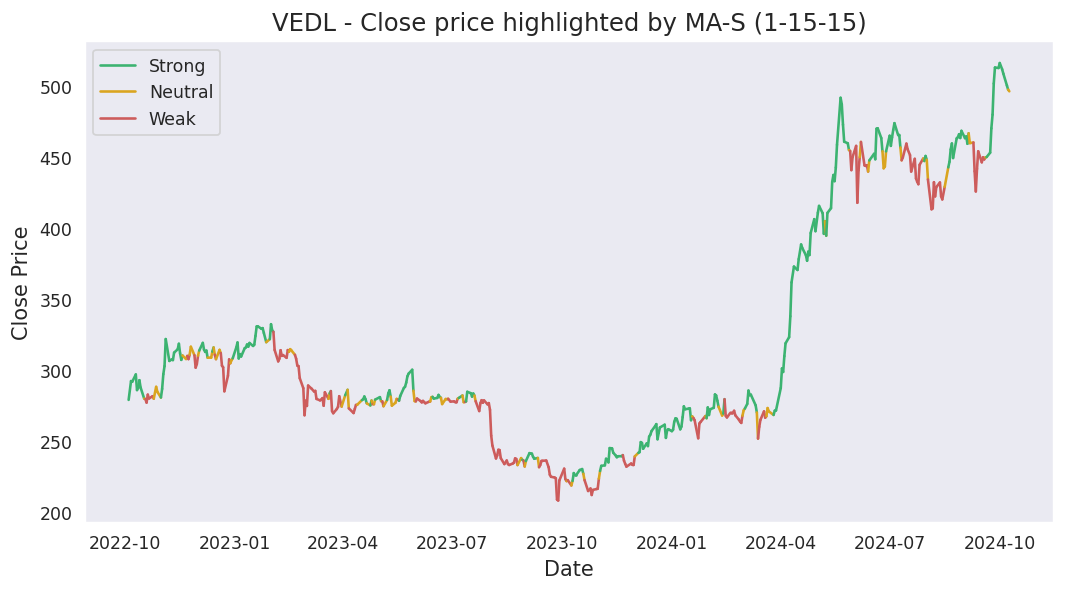 VEDL - Close price highlighted by MA-S (1-15-15)
Strong
Neutral
Weak
500
450
400
350
300
250
200
Close Price
2022-10 2023-01 2023-04 2023-07 2023-10 2024-01 2024-04 2024-07 2024-10
Date